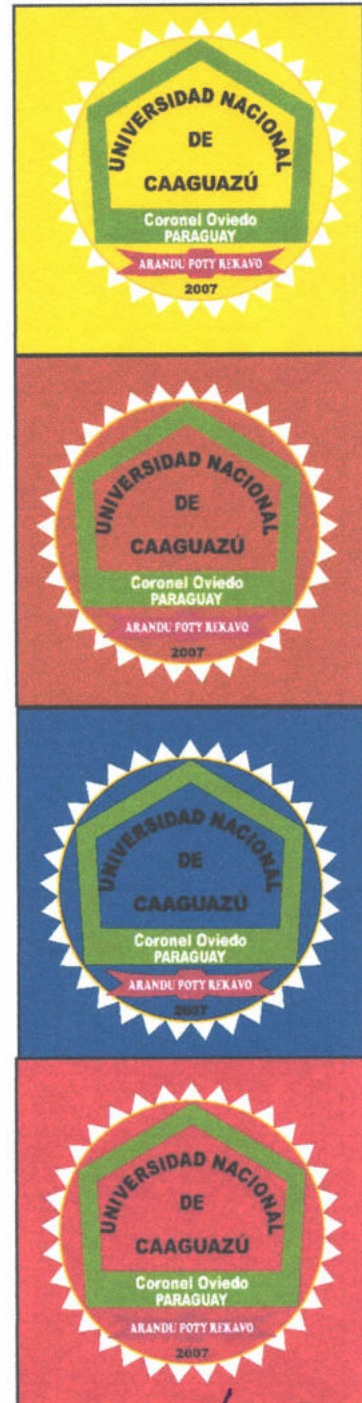 UNIVERSIDAD NACIONAL
DE
CAAGUAZÚ
Coronel Oviedo
PARAGUAY
ARANDU POTY REKAVO
2007
UNIVERSIDAD NACIONAL
DE
CAAGUAZÚ
Coronel Oviedo
PARAGUAY
ARANDU POTY REKAVO
2007
UNIVERSIDAD NACIONAL
DE
CAAGUAZÚ
Coronel Oviedo
PARAGUAY
ARANDU POTY REKAVO
2007
UNIVERSIDAD NACIONAL
DE
CAAGUAZÚ
Coronel Oviedo
PARAGUAY
ARANDU POTY REKAVO
2007